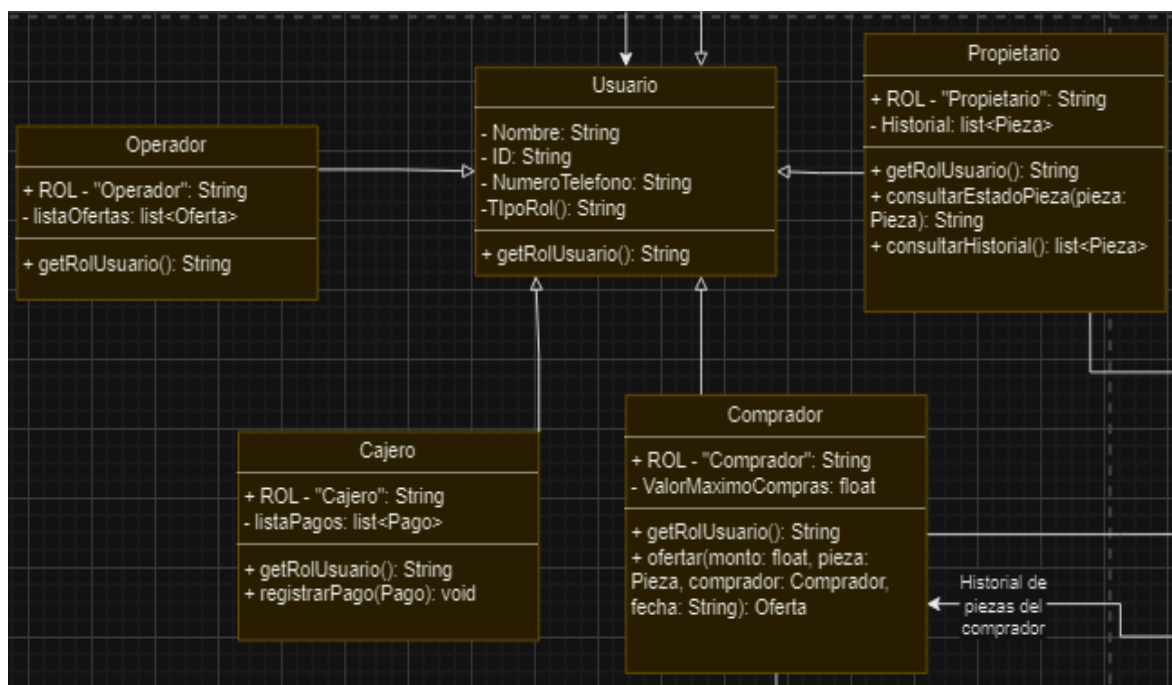 Operador
+ ROL - "Operador": String
- listaOfertas: list<Oferta>
+ getRolUsuario(): String
Usuario
- Nombre: String
- ID: String
- NumeroTelefono: String
-TIpoRol(): String
+ getRolUsuario(): String
Propietario
+ ROL - "Propietario": String
- Historial: list<Pieza>
+ getRolUsuario(): String
+ consultarEstadoPieza(pieza:
Pieza): String
+ consultarHistorial(): list<Pieza>
Cajero
+ ROL - "Cajero": String
- listaPagos: list<Pago>
+ getRolUsuario(): String
+ registrarPago(Pago): void
Comprador
+ ROL - "Comprador": String
- ValorMaximoCompras: float
+ getRolUsuario(): String
+ ofertar(monto: float, pieza:
Pieza, comprador: Comprador,
fecha: String): Oferta
Historial de
piezas del
comprador